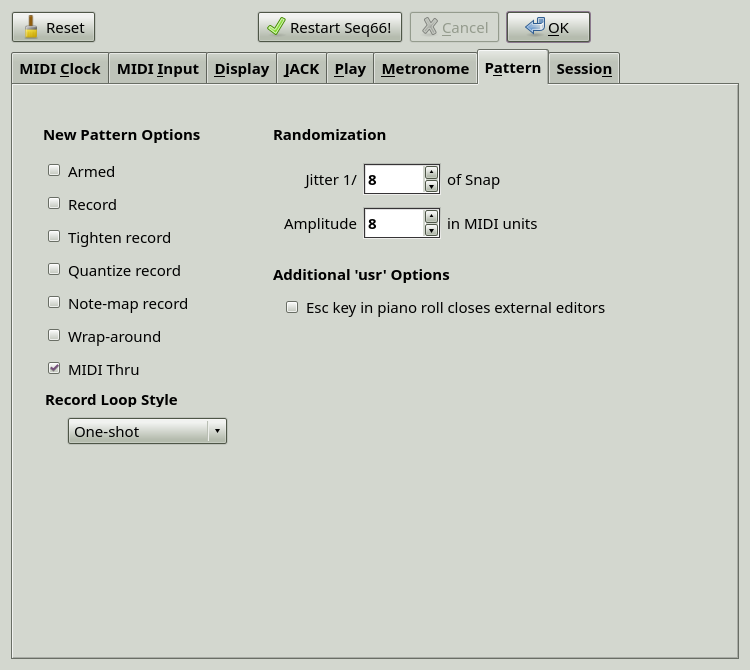 Reset
Restart Seq66!
Cancel
OK
MIDI Clock
MIDI Input
Display
JACK
Play
Metronome
Pattern
Session
New Pattern Options
Armed
Record
Tighten record
Quantize record
Note-map record
Wrap-around
MIDI Thru
Record Loop Style
One-shot
Randomization
Jitter 1/ 8 of Snap
Amplitude 8 in MIDI units
Additional 'usr' Options
Esc key in piano roll closes external editors